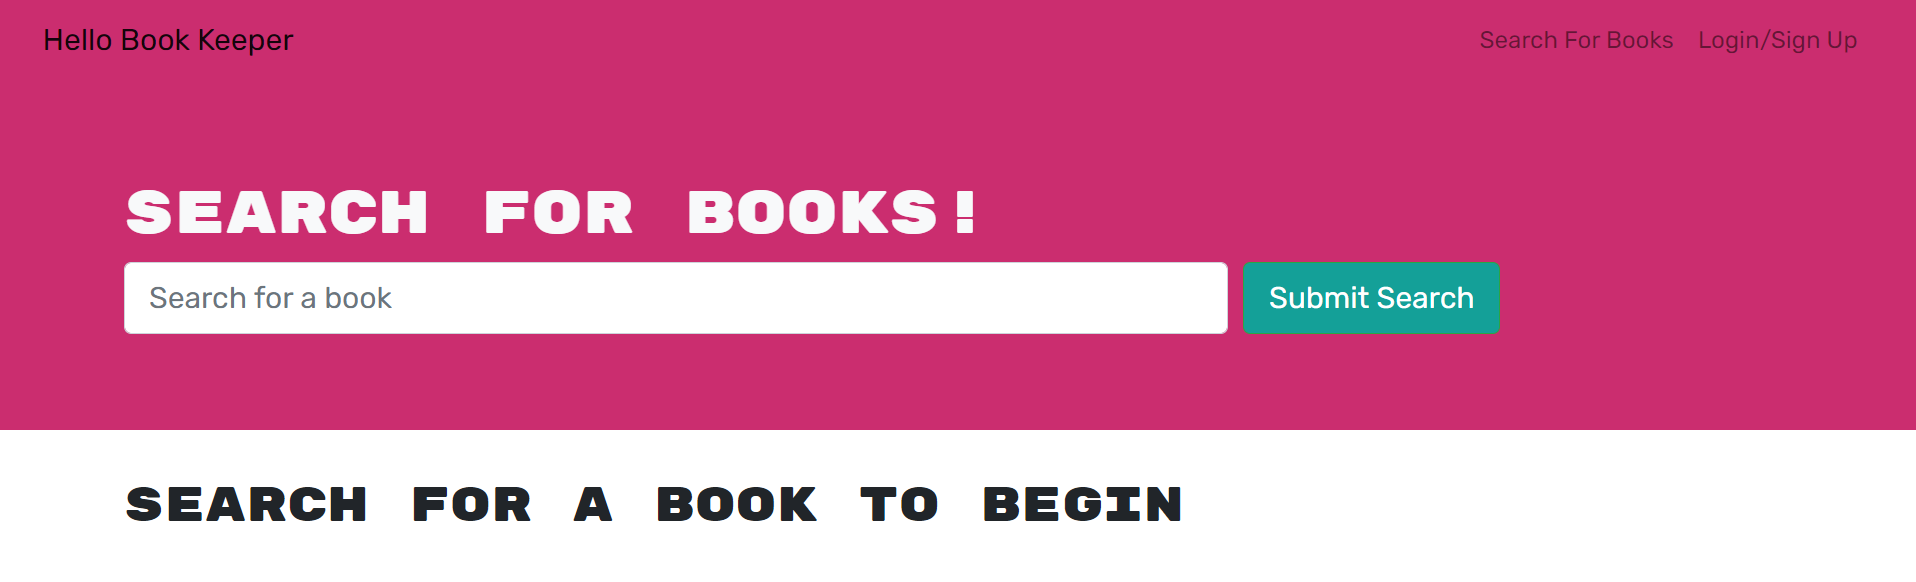 Hello Book Keeper
Search For Books
Login/Sign Up
SEARCH FOR BOOKS!
Search for a book
Submit Search
SEARCH FOR A BOOK TO BEGIN